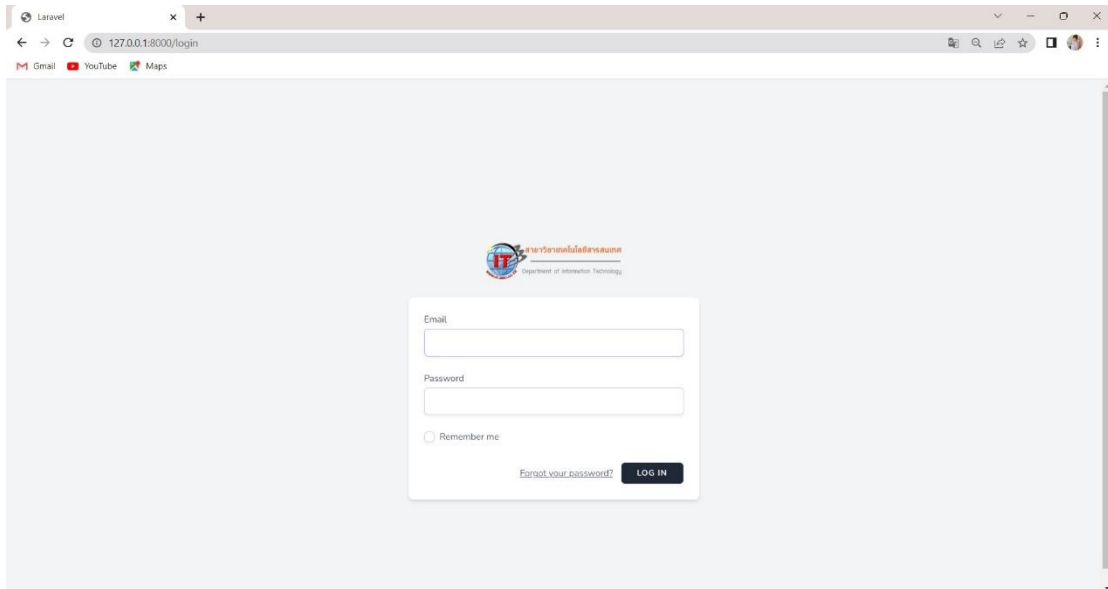 Laravel
127.0.0.1:8000/login
Gmail YouTube Maps
สาขาวิชาเทคโนโลยีสารสนเทศ
IT
Department of Information Technology
Email
Password
Remember me
Forgot your password? LOG IN